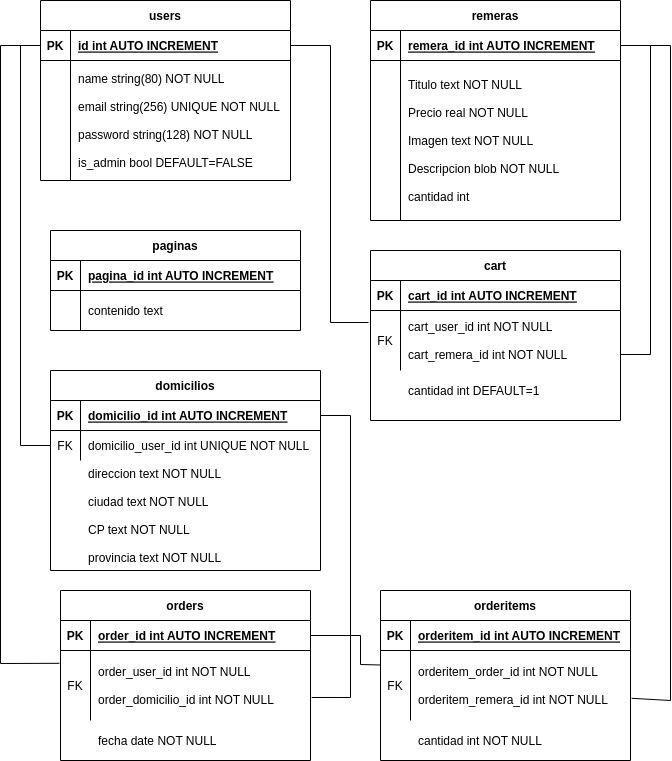 users
PK id int AUTO INCREMENT
name string(80) NOT NULL
email string(256) UNIQUE NOT NULL
password string(128) NOT NULL
is_admin bool DEFAULT=FALSE
remeras
PK remera_id int AUTO INCREMENT
Titulo text NOT NULL
Precio real NOT NULL
Imagen text NOT NULL
Descripcion blob NOT NULL
cantidad int
paginas
PK pagina_id int AUTO INCREMENT
contenido text
cart
PK cart_id int AUTO INCREMENT
FK
cart_user_id int NOT NULL
cart_remera_id int NOT NULL
cantidad int DEFAULT=1
domicilios
PK domicilio_id int AUTO INCREMENT
FK domicilio_user_id int UNIQUE NOT NULL
direccion text NOT NULL
ciudad text NOT NULL
CP text NOT NULL
provincia text NOT NULL
orders
PK order_id int AUTO INCREMENT
FK
order_user_id int NOT NULL
order_domicilio_id int NOT NULL
fecha date NOT NULL
orderitems
PK orderitem_id int AUTO INCREMENT
FK
orderitem_order_id int NOT NULL
orderitem_remera_id int NOT NULL
cantidad int NOT NULL